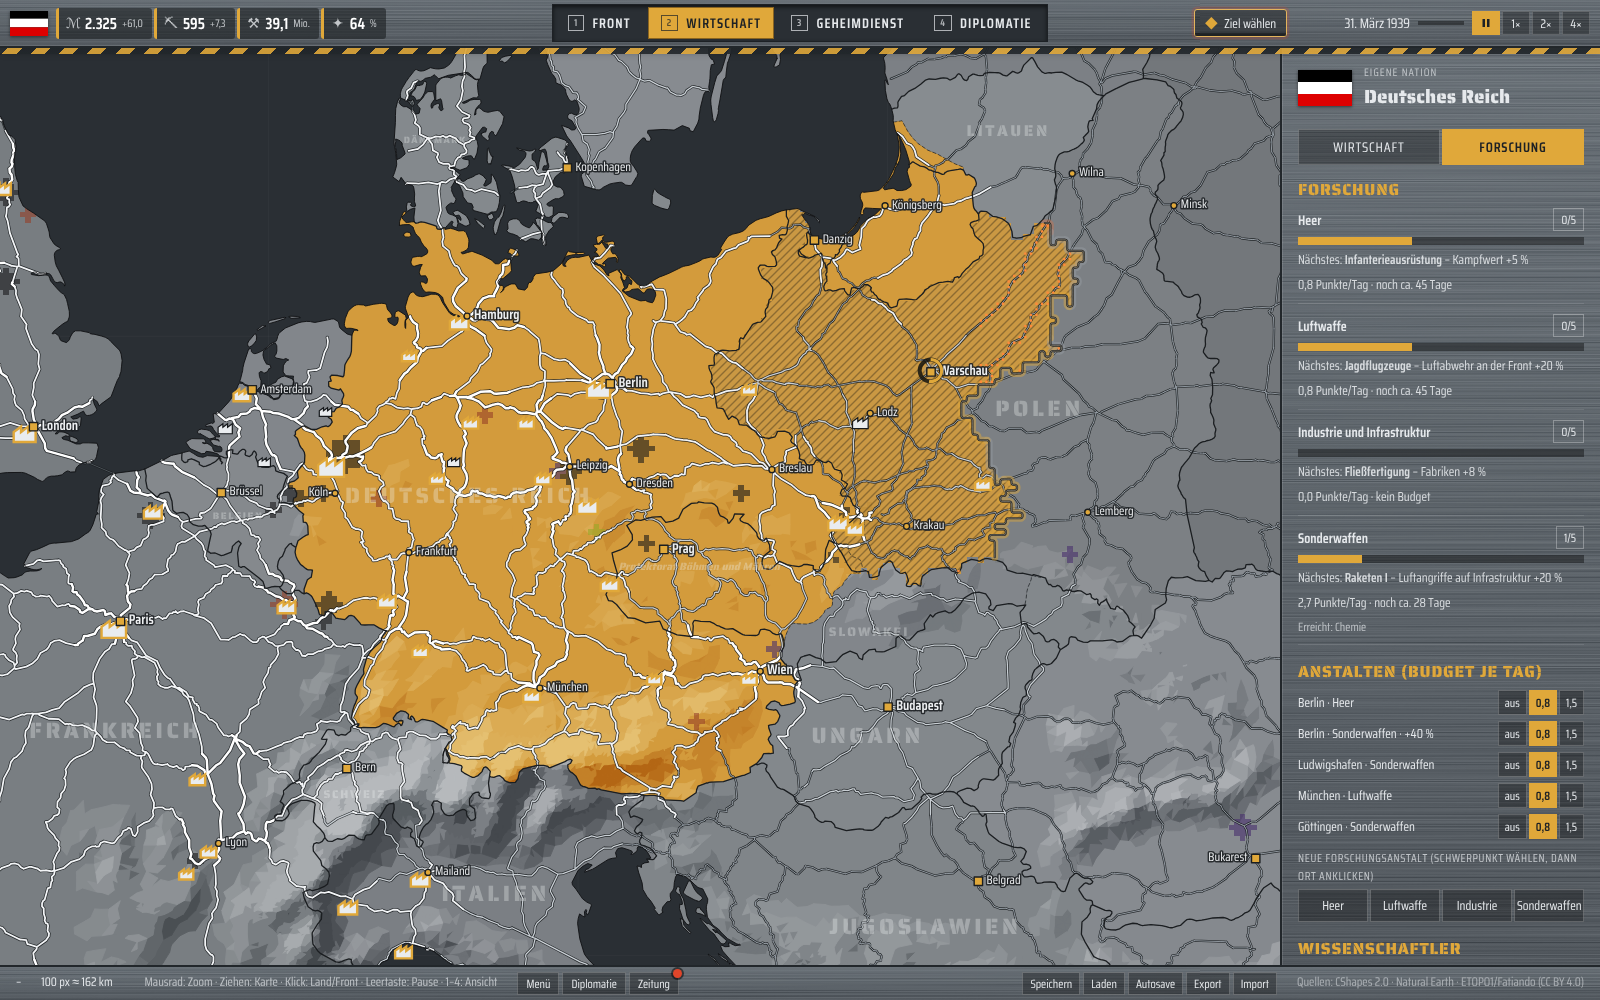 ℳ 2.325 +61,0 595 +7,3 39,1 Mio. 64 %
1 FRONT 2 WIRTSCHAFT 3 GEHEIMDIENST 4 DIPLOMATIE
Ziel wählen
31. März 1939 1× 2× 4×
EIGENE NATION
Deutsches Reich
WIRTSCHAFT FORSCHUNG
FORSCHUNG
Heer 0/5
Nächstes: Infanterieausrüstung – Kampfwert +5 %
0,8 Punkte/Tag · noch ca. 45 Tage
Luftwaffe 0/5
Nächstes: Jagdflugzeuge – Luftabwehr an der Front +20 %
0,8 Punkte/Tag · noch ca. 45 Tage
Industrie und Infrastruktur 0/5
Nächstes: Fließfertigung – Fabriken +8 %
0,0 Punkte/Tag · kein Budget
Sonderwaffen 1/5
Nächstes: Raketen I – Luftangriffe auf Infrastruktur +20 %
2,7 Punkte/Tag · noch ca. 28 Tage
Erreicht: Chemie
ANSTALTEN (BUDGET JE TAG)
Berlin · Heer aus 0,8 1,5
Berlin · Sonderwaffen · +40 % aus 0,8 1,5
Ludwigshafen · Sonderwaffen aus 0,8 1,5
München · Luftwaffe aus 0,8 1,5
Göttingen · Sonderwaffen aus 0,8 1,5
NEUE FORSCHUNGSANSTALT (SCHWERPUNKT WÄHLEN, DANN
ORT ANKLICKEN)
Heer Luftwaffe Industrie Sonderwaffen
WISSENSCHAFTLER
DÄNEMARK
LITAUEN
Kopenhagen
Wilna
Minsk
Königsberg
Danzig
Hamburg
Varschau
Berlin
Amsterdam
POLEN
Lodz
London
Leipzig
Breslau
Dresden
Brüssel
Köln
DEUTSCHES REICH
BELGIEN
Lemberg
Krakau
Frankfurt
Prag
Protektorat Böhmen und Mähren
Paris
SLOWAKEI
Wien
München
Budapest
FRANKREICH
UNGARN
Bern
SCHWEIZ
Lyon
Bukarest
Mailand
Belgrad
ITALIEN
JUGOSLAWIEN
– 100 px ≈ 162 km Mausrad: Zoom · Ziehen: Karte · Klick: Land/Front · Leertaste: Pause · 1–4: Ansicht Menü Diplomatie Zeitung Speichern Laden Autosave Export Import Quellen: CShapes 2.0 · Natural Earth · ETOPO1/Fatiando (CC BY 4.0)